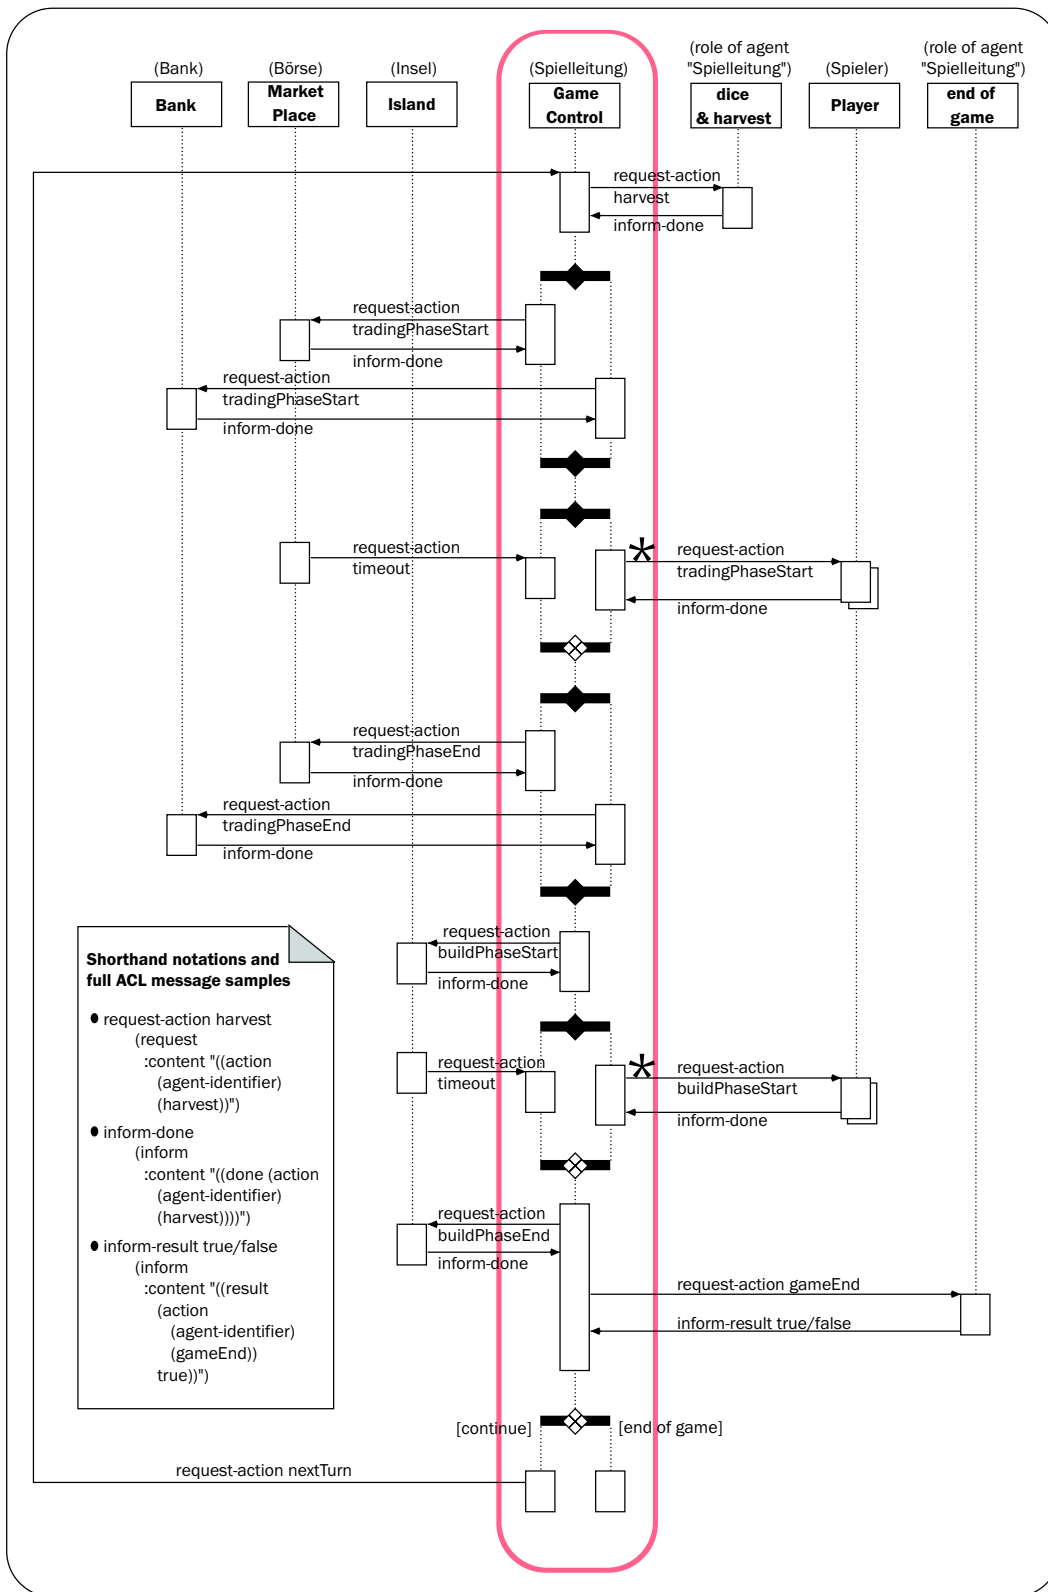 (role of agent
"Spielleitung")
(role of agent
"Spielleitung")
(Bank)
(Börse)
(Insel)
(Spielleitung)
(Spieler)
Bank
Market
Place
Island
Game
Control
dice
& harvest
Player
end of
game
request-action
harvest
inform-done
request-action
tradingPhaseStart
inform-done
request-action
tradingPhaseStart
inform-done
request-action
timeout
*
request-action
tradingPhaseStart
inform-done
request-action
tradingPhaseEnd
inform-done
request-action
tradingPhaseEnd
inform-done
request-action
buildPhaseStart
inform-done
request-action
timeout
*
request-action
buildPhaseStart
inform-done
request-action
buildPhaseEnd
inform-done
request-action gameEnd
inform-result true/false
[continue]
[end of game]
request-action nextTurn
Shorthand notations and
full ACL message samples
● request-action harvest
(request
:content "((action
(agent-identifier)
(harvest))")
● inform-done
(inform
:content "((done (action
(agent-identifier)
(harvest))))")
● inform-result true/false
(inform
:content "((result
(action
(agent-identifier)
(gameEnd))
true))")